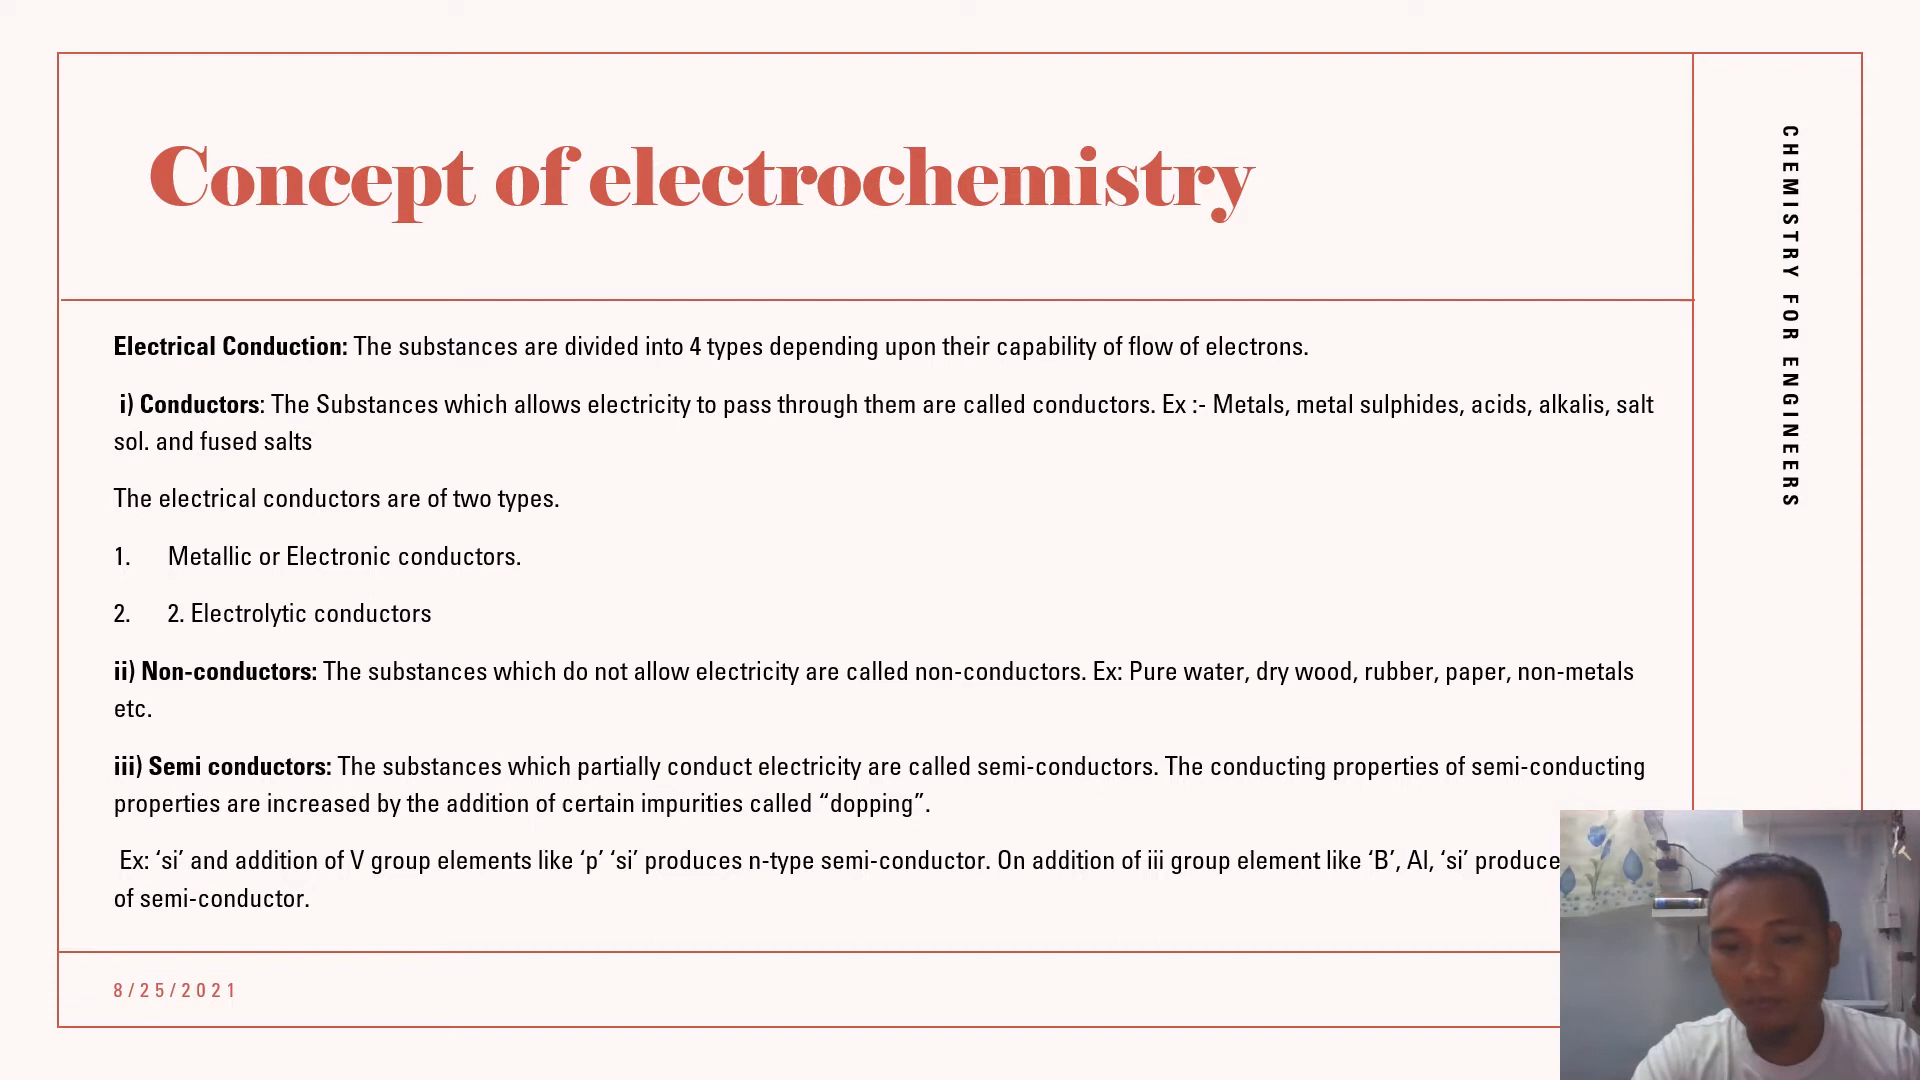 Concept of electrochemistry
CHEMISTRY FOR ENGINEERS
Electrical Conduction: The substances are divided into 4 types depending upon their capability of flow of electrons.
i) Conductors: The Substances which allows electricity to pass through them are called conductors. Ex :- Metals, metal sulphides, acids, alkalis, salt
sol. and fused salts
The electrical conductors are of two types.
1. Metallic or Electronic conductors.
2. 2. Electrolytic conductors
ii) Non-conductors: The substances which do not allow electricity are called non-conductors. Ex: Pure water, dry wood, rubber, paper, non-metals
etc.
iii) Semi conductors: The substances which partially conduct electricity are called semi-conductors. The conducting properties of semi-conducting
properties are increased by the addition of certain impurities called “dopping”.
Ex: ‘si’ and addition of V group elements like ‘p’ ‘si’ produces n-type semi-conductor. On addition of iii group element like ‘B’, Al, ‘si’ produce
of semi-conductor.
8/25/2021